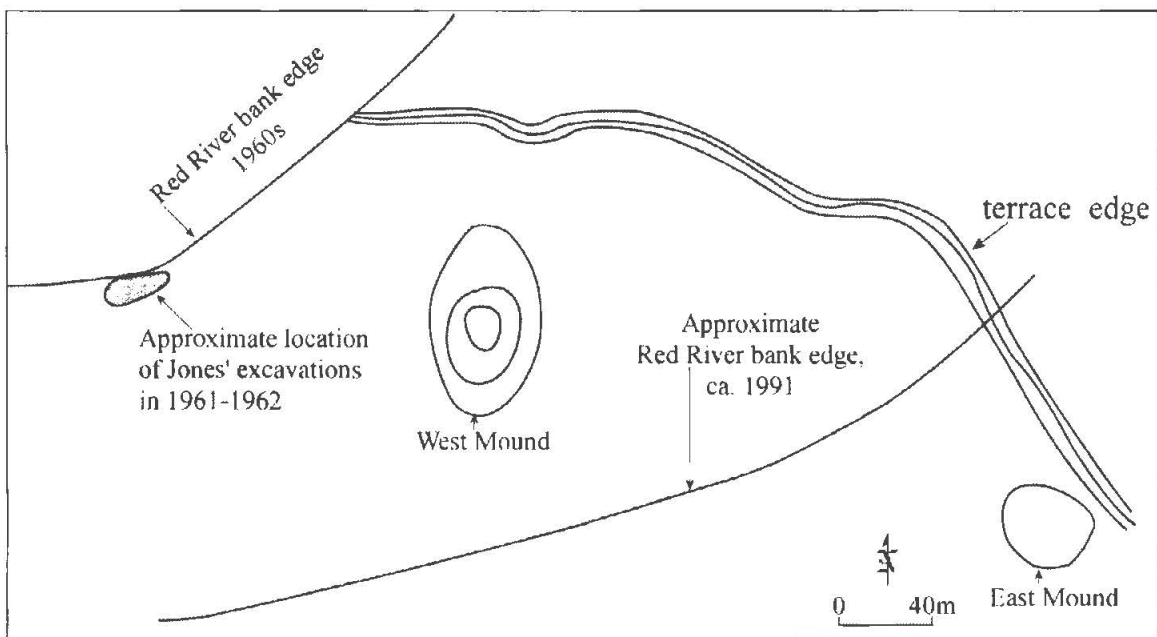 Red River bank edge
1960s
terrace edge
Approximate location
of Jones' excavations
in 1961-1962
Approximate
Red River bank edge,
ca. 1991
West Mound
East Mound
0 40m